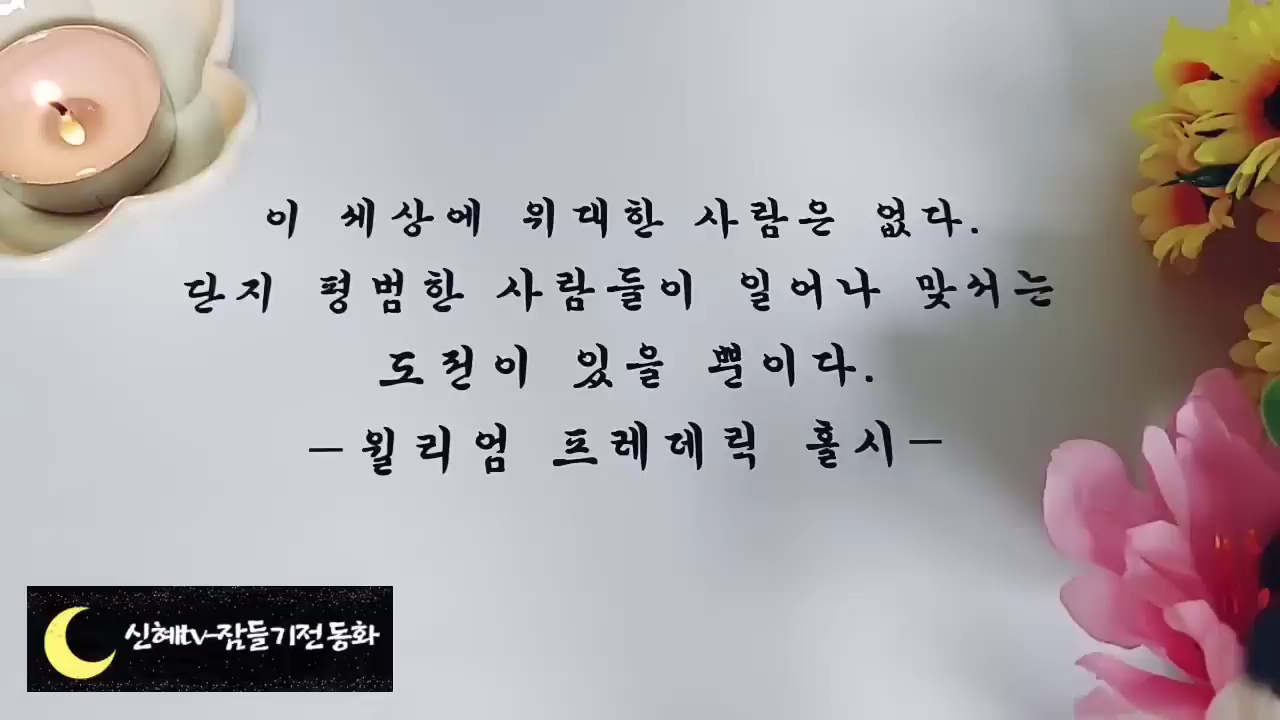 이 세상에 위대한 사람은 없다.
단지 평범한 사람들이 일어나 맞서는
도전이 있을 뿐이다.
-윌리엄 프레데릭 홀시-
신혜tv-잠들기전 동화